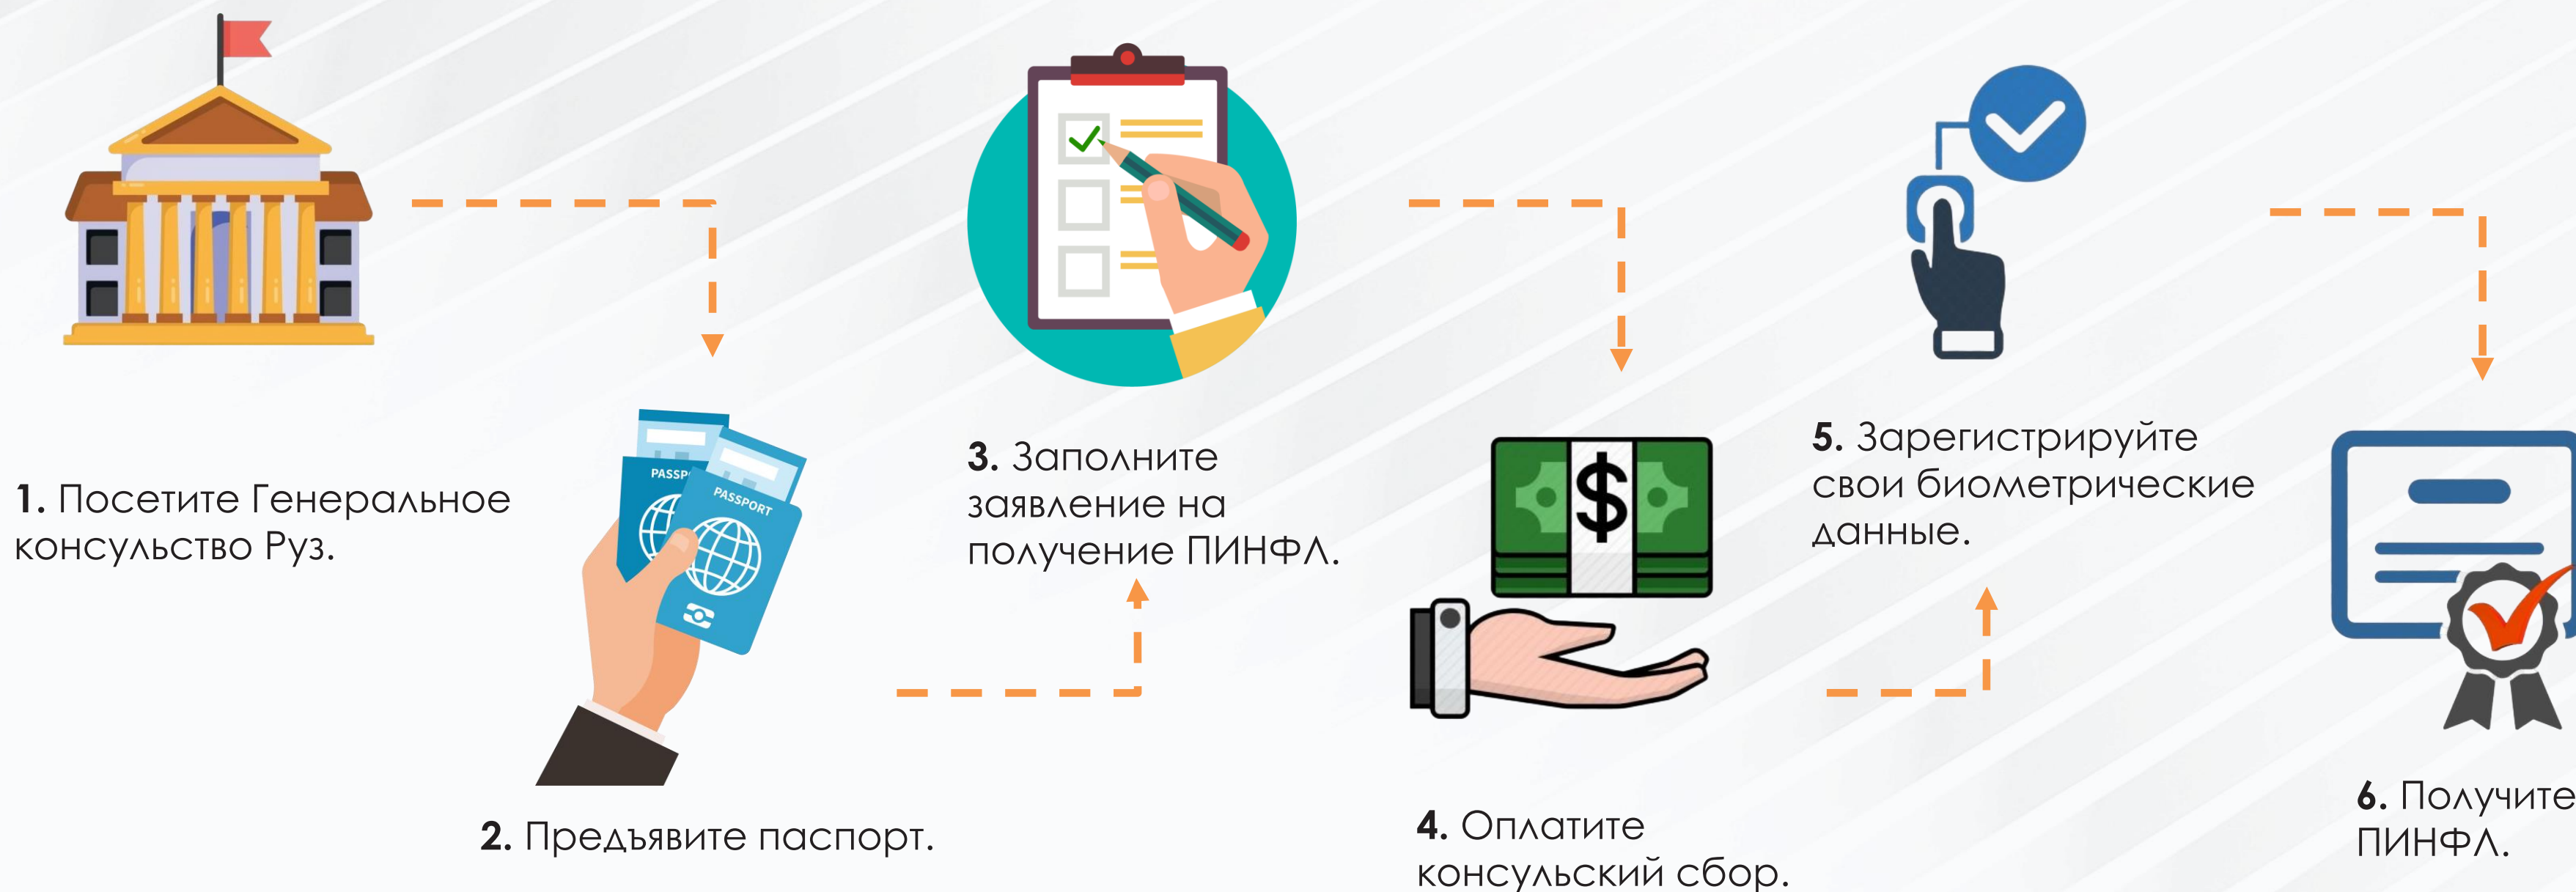 1. Посетите Генеральное
консульство Руз.
PASSP
PASSPORT
2. Предъявите паспорт.
3. Заполните
заявление на
получение ПИНФЛ.
$
4. Оплатите
консульский сбор.
5. Зарегистрируйте
свои биометрические
данные.
6. Получите
ПИНФЛ.